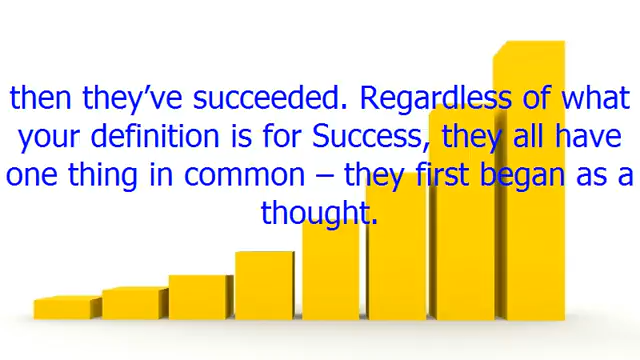 then they’ve succeeded. Regardless of what
your definition is for Success, they all have
one thing in common – they first began as a
thought.